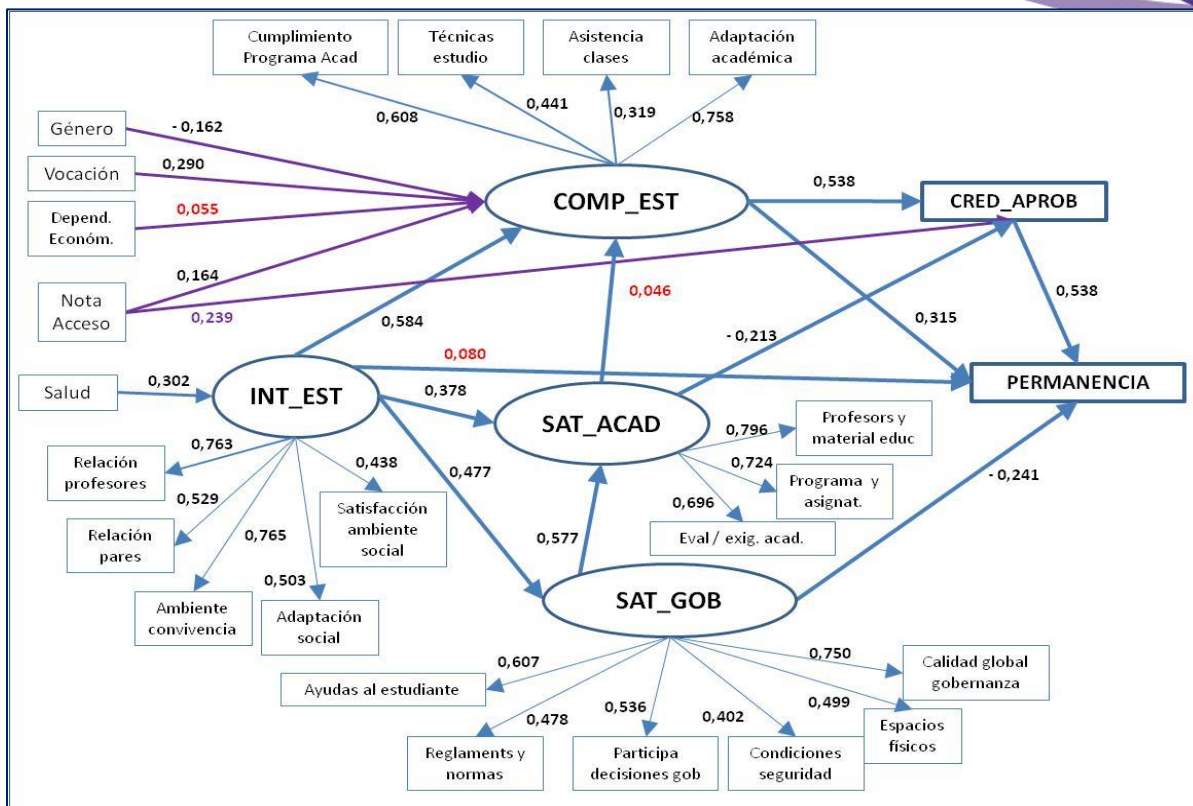 Cumplimiento
Programa Acad
Técnicas
estudio
Asistencia
clases
Adaptación
académica
0,608
0,441
0,319
0,758
Género
- 0,162
Vocación
0,290
Depend.
Económ.
0,055
0,164
Nota
Acceso
0,239
COMP_EST
0,538
CRED_APROB
0,046
0,584
0,538
- 0,213
0,315
0,080
Salud
0,302
INT_EST
0,378
SAT_ACAD
PERMANENCIA
0,763
Relación
profesores
0,529
Relación
pares
0,765
Ambiente
convivencia
0,503
Adaptación
social
0,438
Satisfacción
ambiente
social
0,477
0,577
0,796
Profesors y
material educ
0,724
Programa y
asignat.
0,696
Eval / exig. acad.
- 0,241
SAT_GOB
0,607
Ayudas al estudiante
0,478
Reglaments y
normas
0,536
Participa
decisiones gob
0,402
Condiciones
seguridad
0,499
Espacios
físicos
0,750
Calidad global
gobernanza